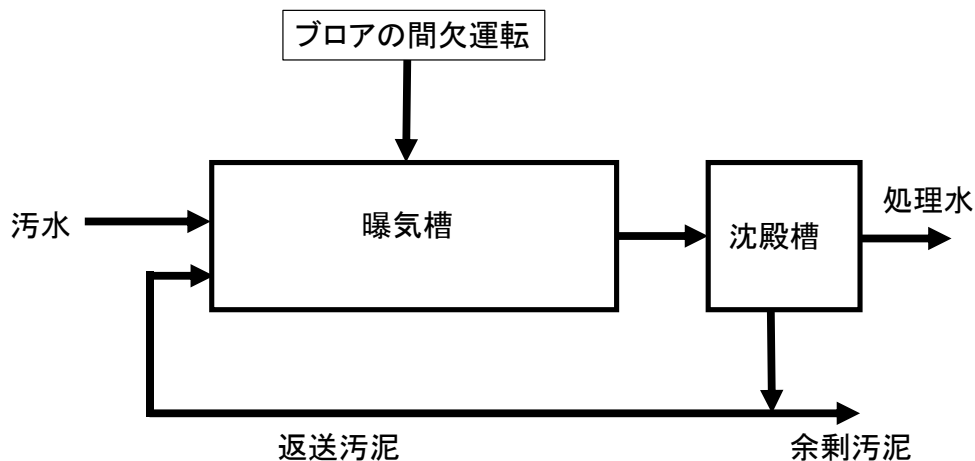 ブロアの間欠運転
汚水
曝気槽
沈殿槽
処理水
返送汚泥
余剰汚泥